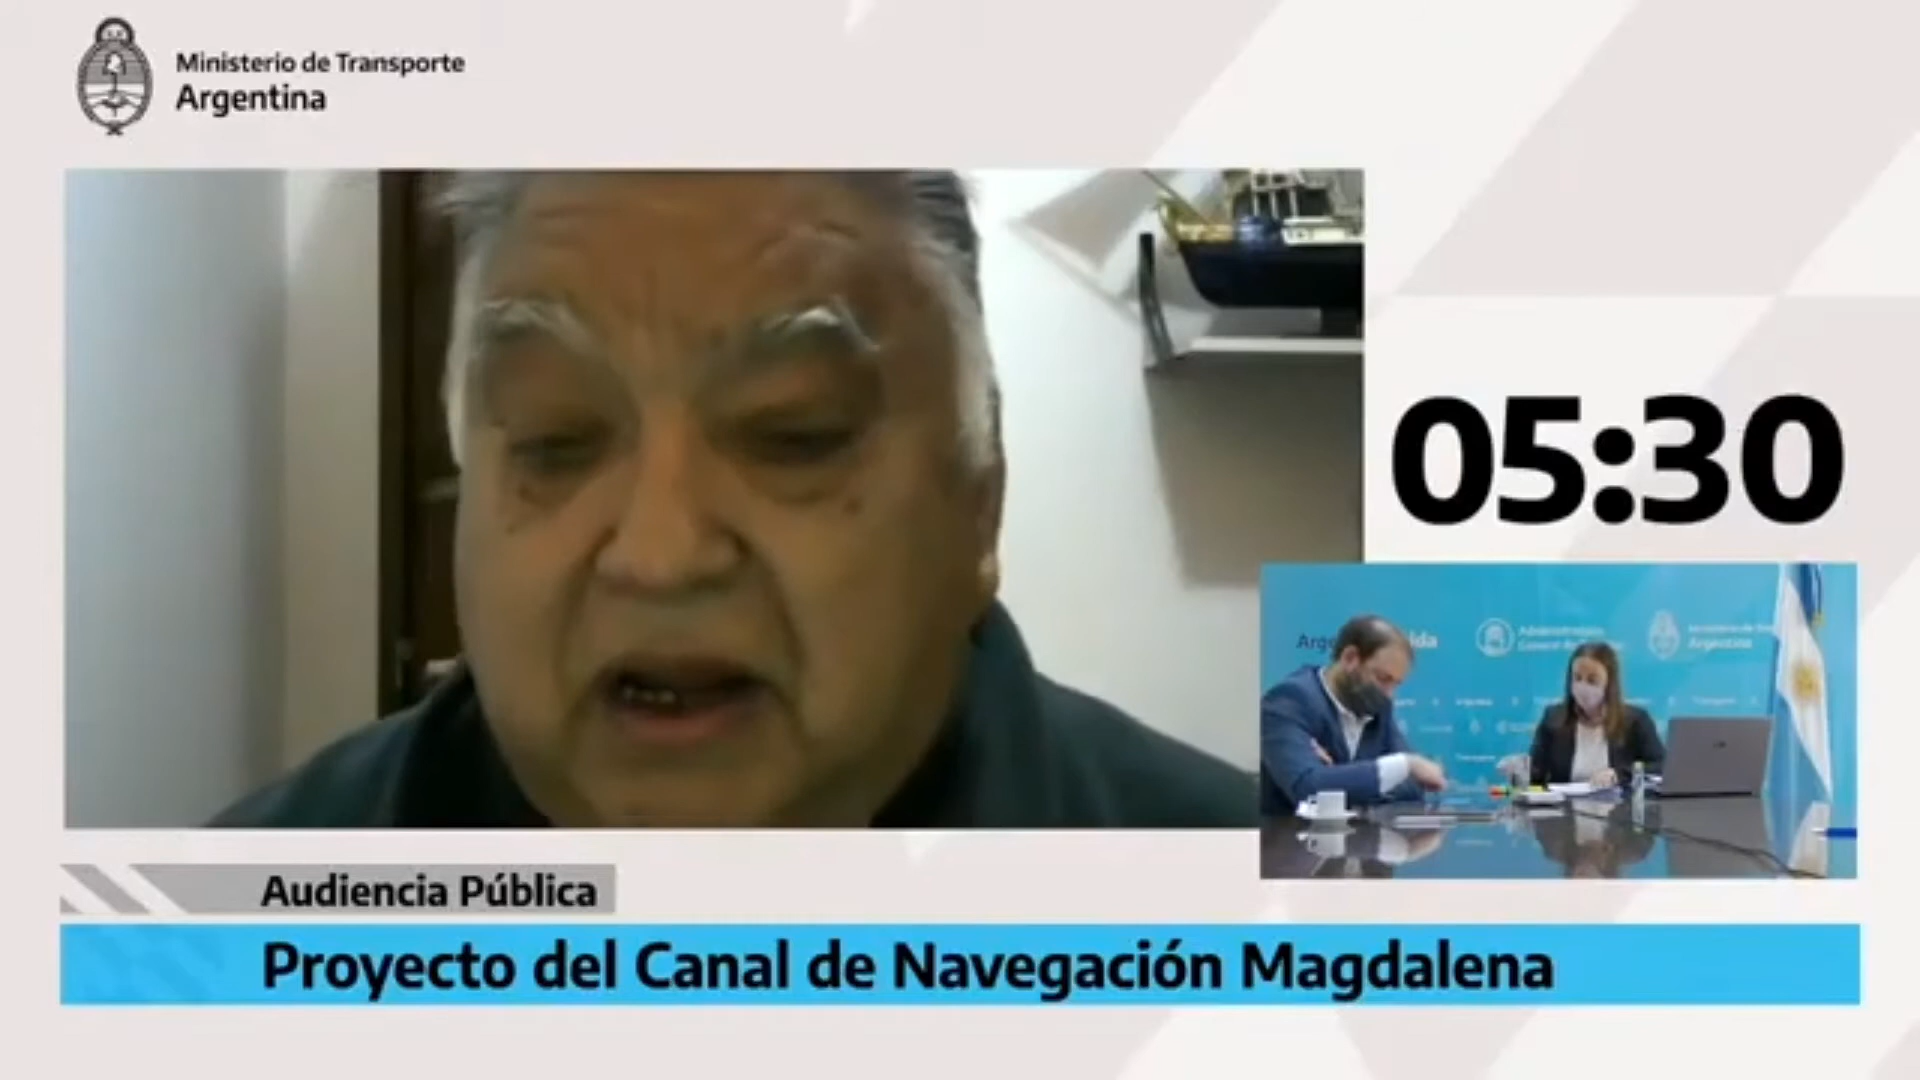 Ministerio de Transporte
Argentina
05:30
Audiencia Pública
Proyecto del Canal de Navegación Magdalena